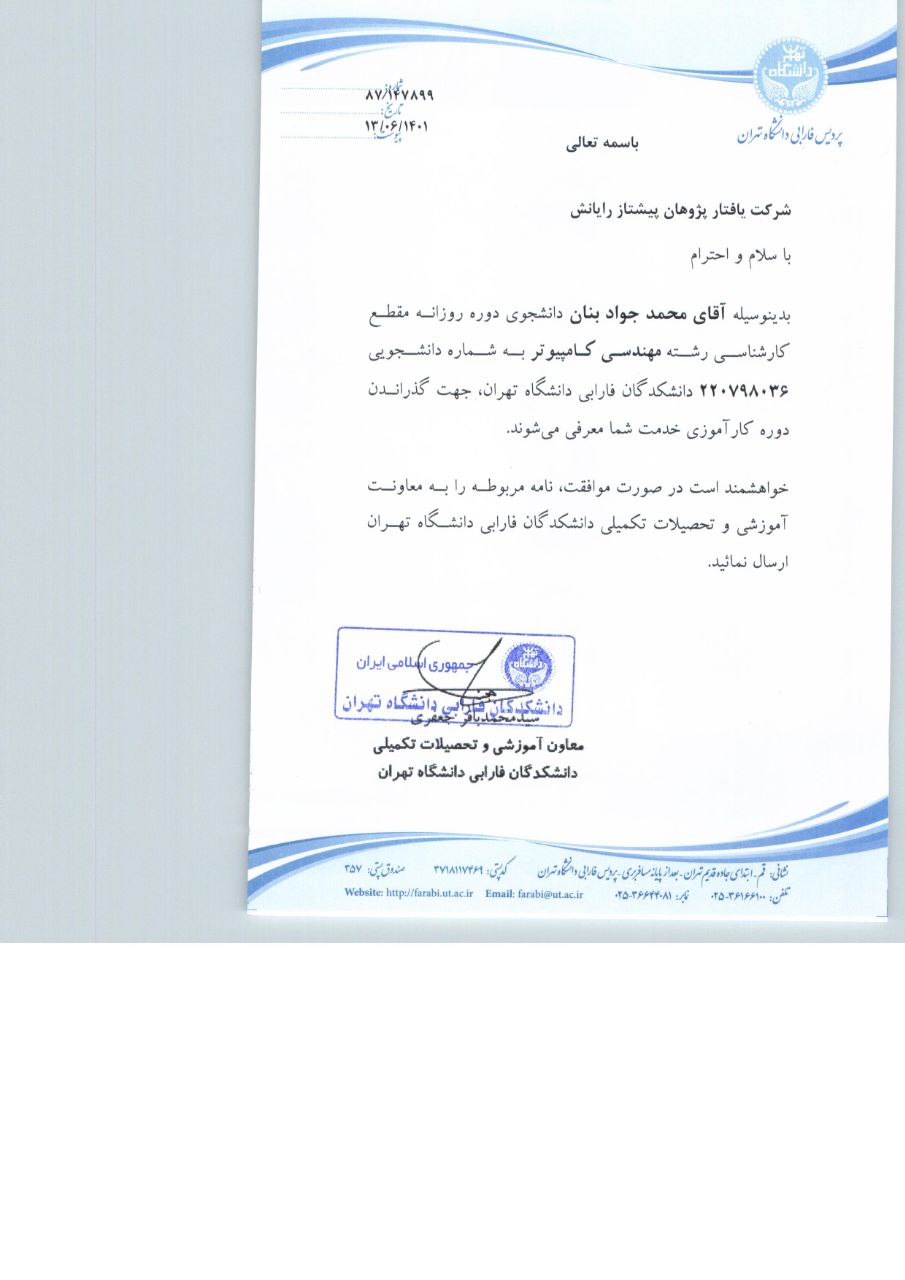 تهران
دانشگاه
پردیس فارابی دانشگاه تهران
شماره:
۸۷/۱۴۷۸۹۹
تاریخ:
۱۳/۰۶/۱۴۰۱
پیوست:
باسمه تعالی
شرکت یافتار پژوهان پیشتاز رایانش
با سلام و احترام
بدینوسیله آقای محمد جواد بنان دانشجوی دوره روزانه مقطع
کارشناسی رشته مهندسی کامپیوتر به شماره دانشجویی
۲۲۰۷۹۸۰۳۶ دانشکدگان فارابی دانشگاه تهران، جهت گذراندن
دوره کارآموزی خدمت شما معرفی می‌شوند.
خواهشمند است در صورت موافقت، نامه مربوطه را به معاونت
آموزشی و تحصیلات تکمیلی دانشکدگان فارابی دانشگاه تهران
ارسال نمائید.
جمهوری اسلامی ایران
دانشکدگان فارابی دانشگاه تهران
سیدمحمدباقر جعفری
معاون آموزشی و تحصیلات تکمیلی
دانشکدگان فارابی دانشگاه تهران
نشانی: قم - ابتدای جاده قدیم تهران - بعد از پایانه مسافربری - پردیس فارابی دانشگاه تهران کدپستی: ۳۷۱۸۱۱۷۴۶۹ صندوق پستی: ۳۵۷
تلفن: ۰۲۵-۳۶۱۶۶۱۰۰ نمابر: ۰۲۵-۳۶۶۴۴۰۸۱ Email: farabi@ut.ac.ir Website: http://farabi.ut.ac.ir